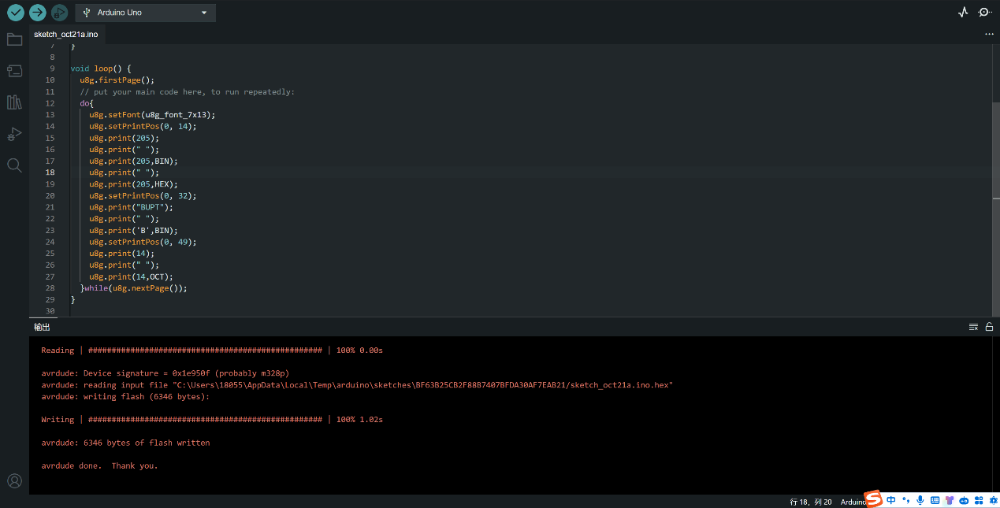 Arduino Uno
sketch_oct21a.ino
7 }
8
9 void loop() {
10 u8g.firstPage();
11 // put your main code here, to run repeatedly:
12 do{
13 u8g.setFont(u8g_font_7x13);
14 u8g.setPrintPos(0, 14);
15 u8g.print(205);
16 u8g.print(" ");
17 u8g.print(205,BIN);
18 u8g.print(" ");
19 u8g.print(205,HEX);
20 u8g.setPrintPos(0, 32);
21 u8g.print("BUPT");
22 u8g.print(" ");
23 u8g.print('B',BIN);
24 u8g.setPrintPos(0, 49);
25 u8g.print(14);
26 u8g.print(" ");
27 u8g.print(14,OCT);
28 }while(u8g.nextPage());
29 }
30
输出
Reading | ################################################## | 100% 0.00s
avrdude: Device signature = 0x1e950f (probably m328p)
avrdude: reading input file "C:\Users\18055\AppData\Local\Temp\arduino\sketches\BF63B25CB2F88B7407BFDA30AF7EAB21/sketch_oct21a.ino.hex"
avrdude: writing flash (6346 bytes):
Writing | ################################################## | 100% 1.02s
avrdude: 6346 bytes of flash written
avrdude done.  Thank you.
行 18，列 20 Arduino
S 中